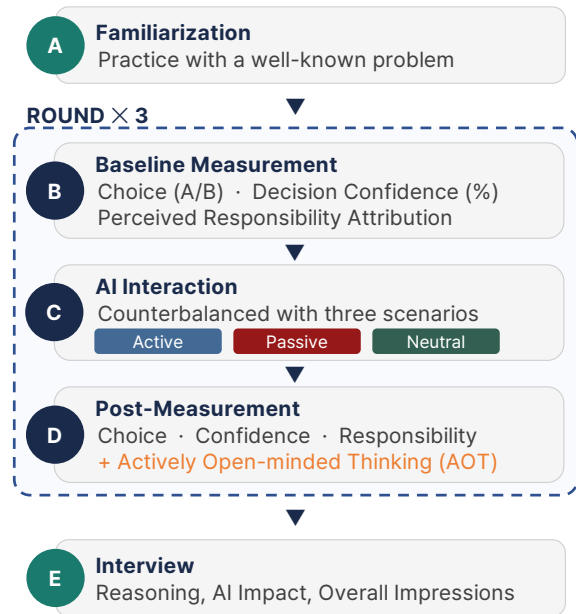 A
Familiarization
Practice with a well-known problem
ROUND × 3
B
Baseline Measurement
Choice (A/B) · Decision Confidence (%)
Perceived Responsibility Attribution
C
AI Interaction
Counterbalanced with three scenarios
Active Passive Neutral
D
Post-Measurement
Choice · Confidence · Responsibility
+ Actively Open-minded Thinking (AOT)
E
Interview
Reasoning, AI Impact, Overall Impressions